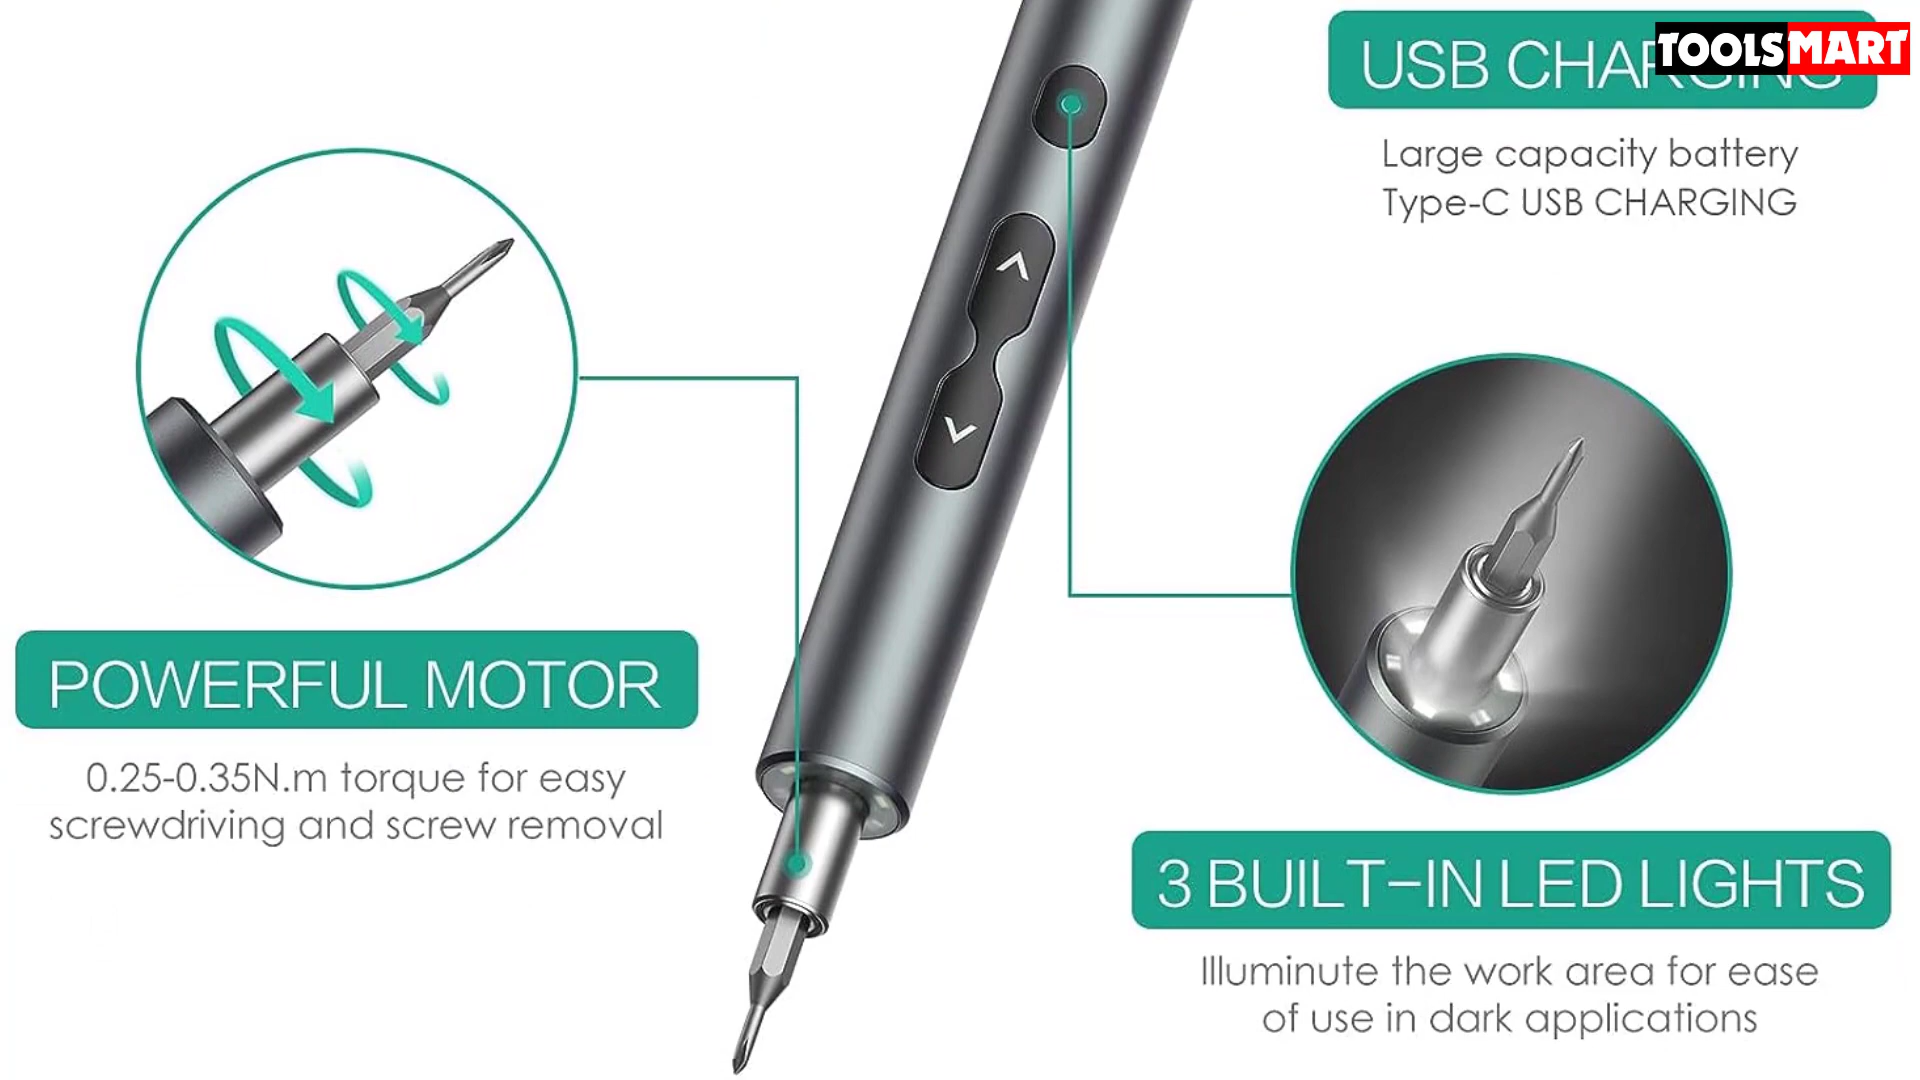 USB CHARGING
TOOLSMART
Large capacity battery
Type-C USB CHARGING
POWERFUL MOTOR
0.25-0.35N.m torque for easy
screwdriving and screw removal
3 BUILT-IN LED LIGHTS
Illuminute the work area for ease
of use in dark applications